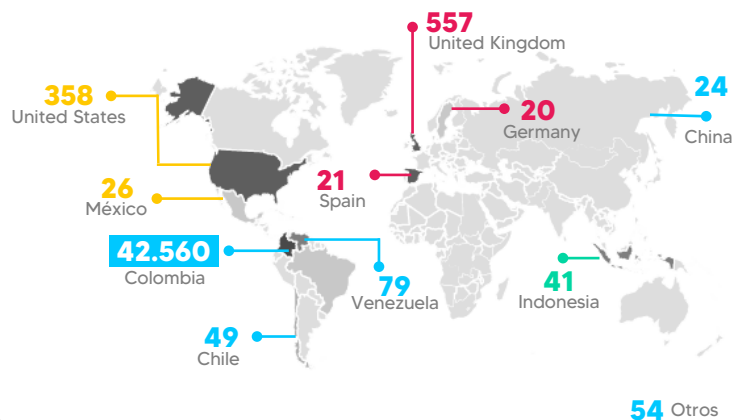 557
United Kingdom
358
United States
24
China
20
Germany
26
México
21
Spain
42.560
Colombia
79
Venezuela
41
Indonesia
49
Chile
54 Otros